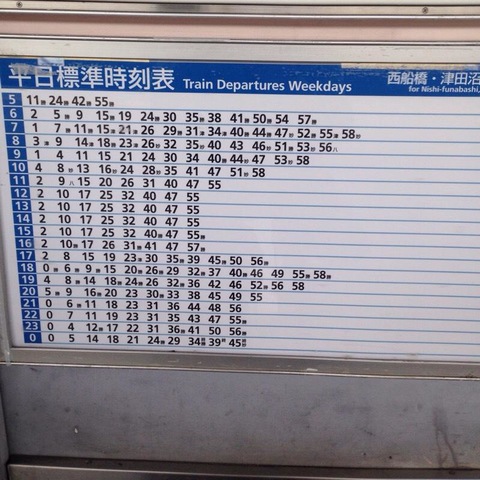 平日標準時刻表 Train Departures Weekdays 西船橋・津田沼
for Nishi-funabashi,
5 11 24 42 55
6 2 5 9 15 19 24 30 35 38 41 50 54 57
7 1 7 11 15 21 26 29 31 34 40 44 47 52 55 58
8 3 9 14 18 23 26 32 35 40 43 46 51 53 56
9 1 4 11 15 21 24 30 34 40 44 47 53 58
10 4 8 13 16 24 28 35 41 47 51 58
11 2 9 15 20 26 31 40 47 55
12 2 10 17 25 32 40 47 55
13 2 10 17 25 32 40 47 55
14 2 10 17 25 32 40 47 55
15 2 10 17 25 32 40 47 55
16 2 10 17 26 31 41 47 57
17 2 8 15 19 23 30 35 39 45 50 56
18 0 6 9 15 20 26 29 32 37 40 46 49 55 58
19 4 8 14 18 24 26 32 36 42 46 52 56 58
20 5 9 16 20 23 30 33 38 45 49 55
21 0 6 11 18 23 31 36 44 48 56
22 0 7 11 19 23 31 35 43 47 55
23 0 4 12 17 22 31 36 41 50 56
0 0 5 14 18 21 24 29 34 39 45